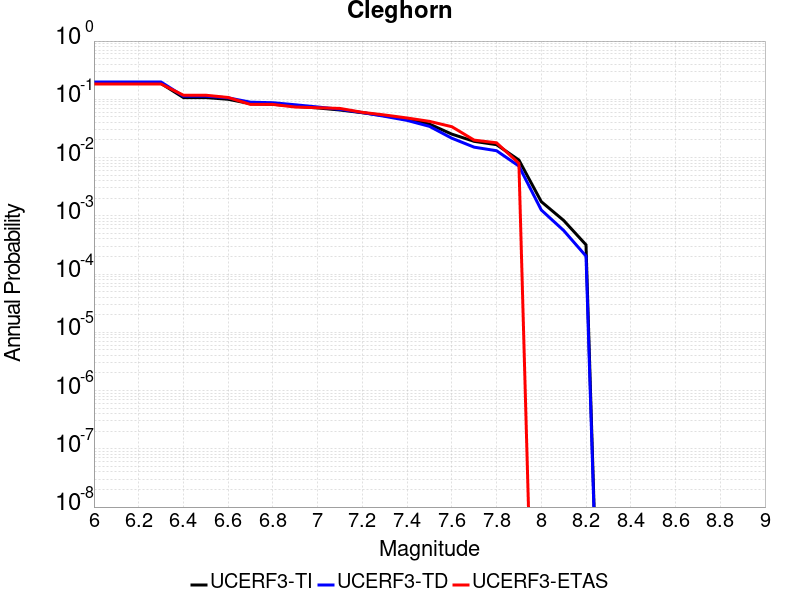 Cleghorn
10^0
10^-1
10^-2
10^-3
10^-4
10^-5
10^-6
10^-7
10^-8
Annual Probability
6 6.2 6.4 6.6 6.8 7 7.2 7.4 7.6 7.8 8 8.2 8.4 8.6 8.8 9
Magnitude
UCERF3-TI UCERF3-TD UCERF3-ETAS